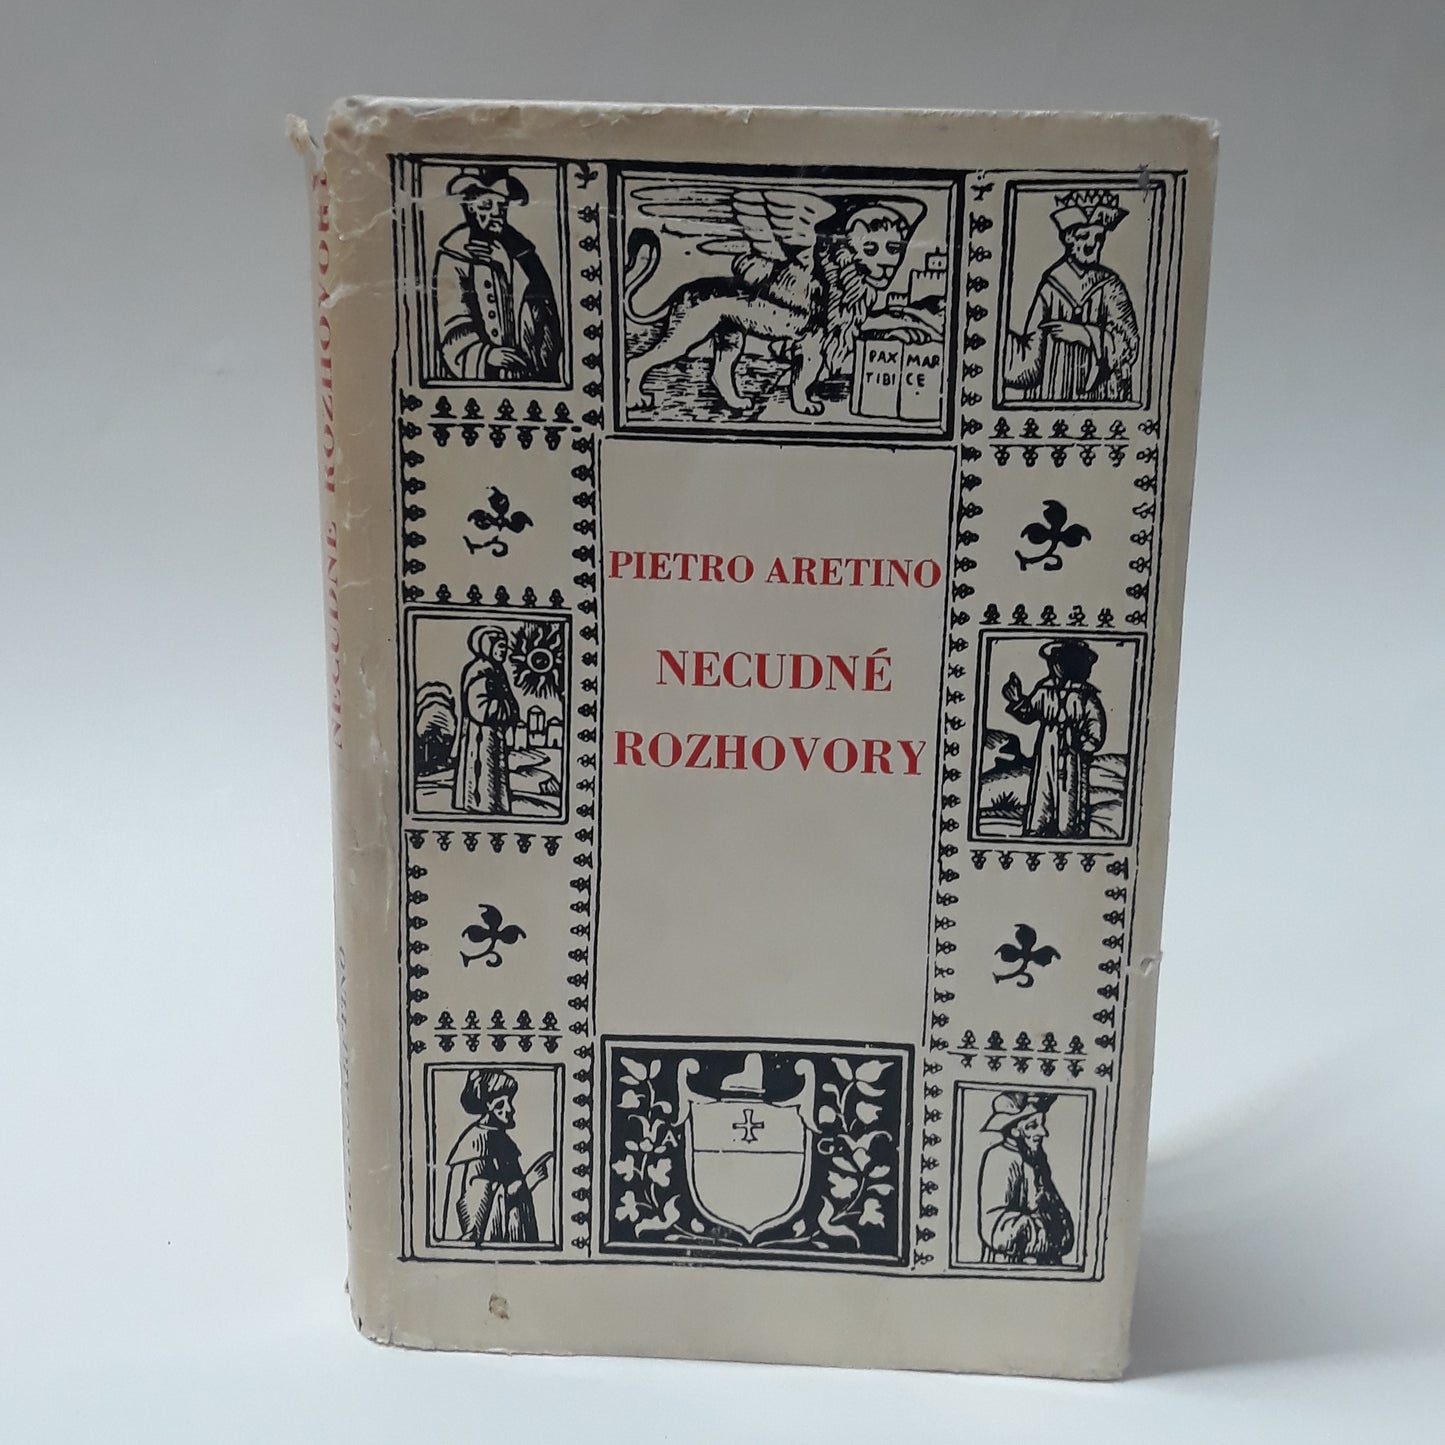 PAX MAR
TIBI CE
PIETRO ARETINO
NECUDNÉ
ROZHOVORY
A G
NECUDNÉ ROZHOVORY